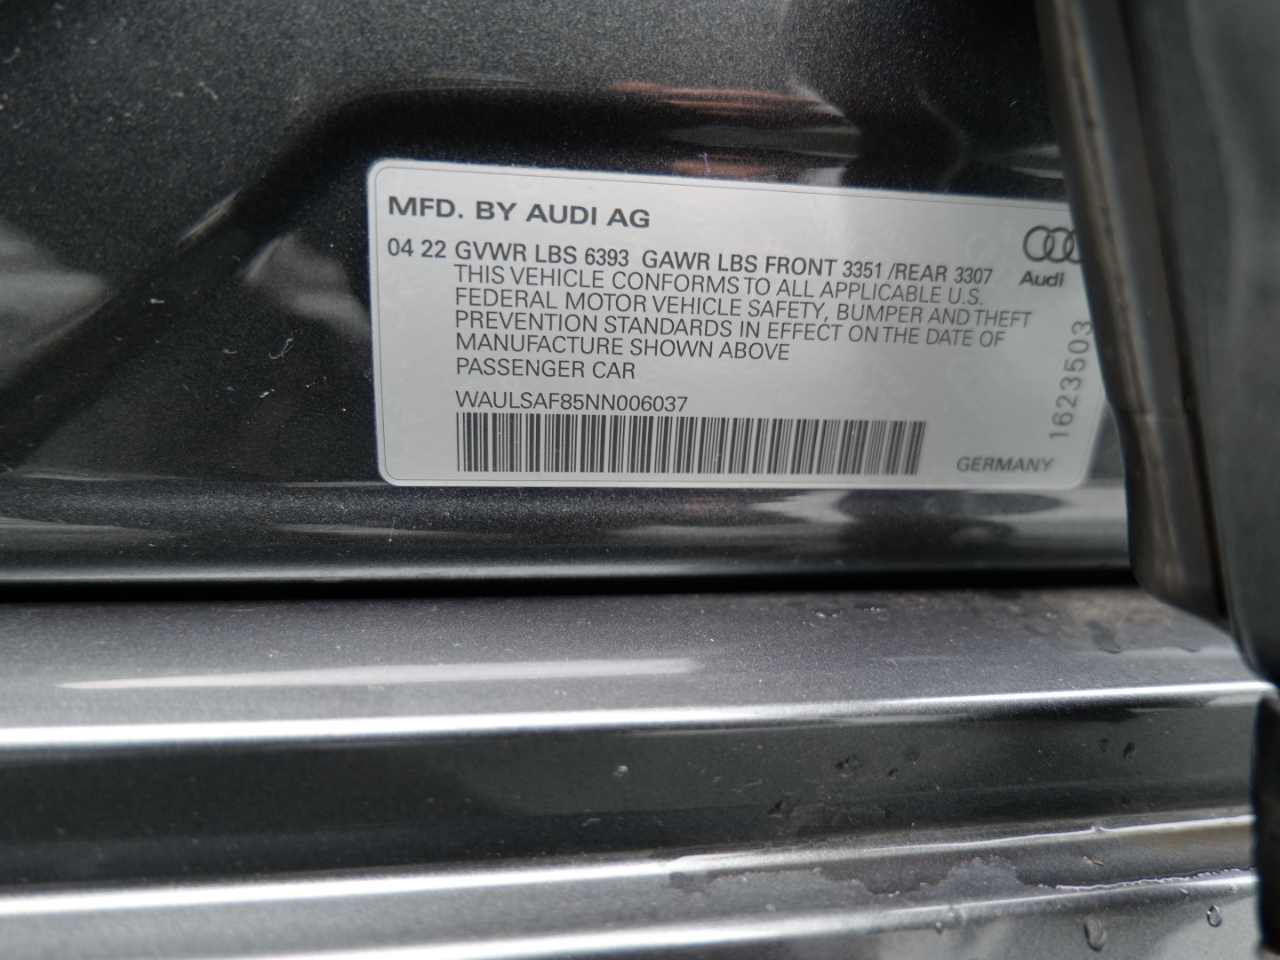 MFD. BY AUDI AG
04 22 GVWR LBS 6393 GAWR LBS FRONT 3351 /REAR 3307
THIS VEHICLE CONFORMS TO ALL APPLICABLE U.S.
FEDERAL MOTOR VEHICLE SAFETY, BUMPER AND THEFT
PREVENTION STANDARDS IN EFFECT ON THE DATE OF
MANUFACTURE SHOWN ABOVE
PASSENGER CAR
WAULSAF85NN006037
Audi
1623503
GERMANY